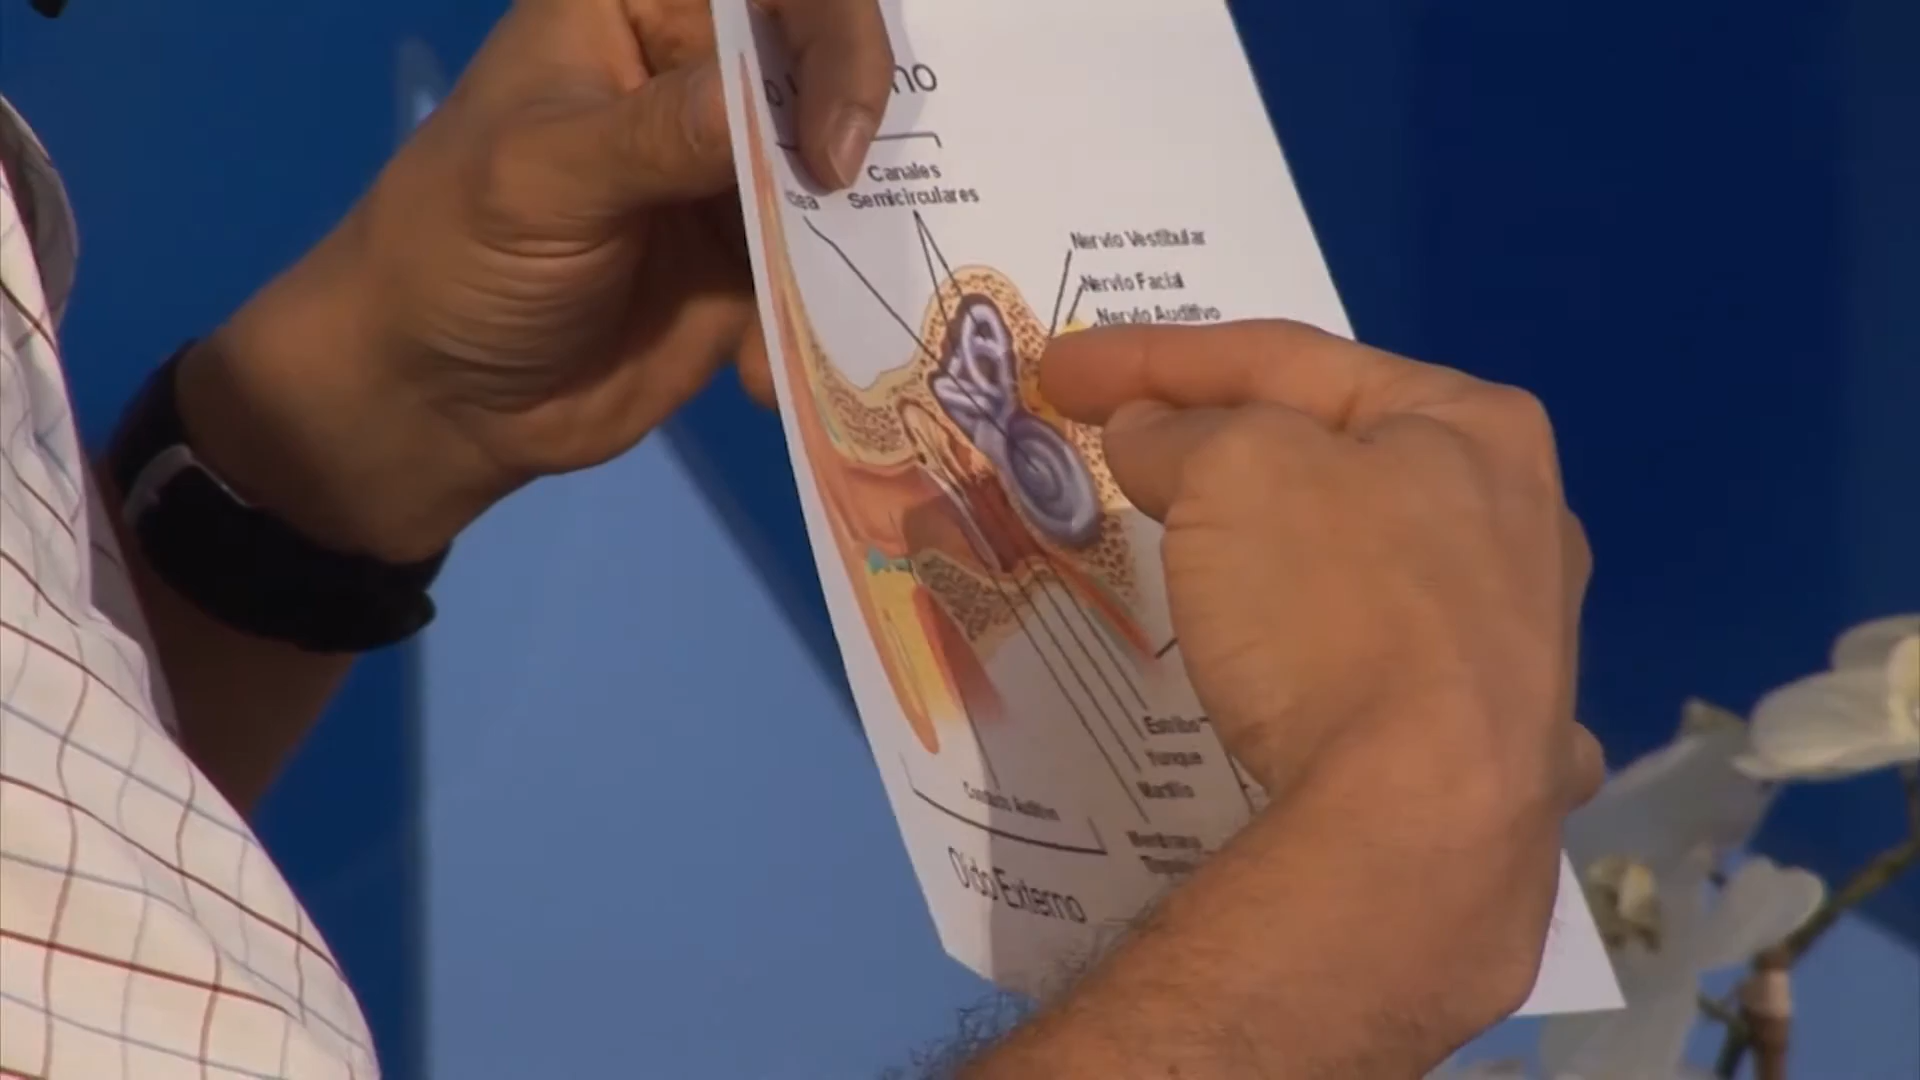 Canales
Semicirculares
Nervio Vestibular
Nervio Facial
Nervio Auditivo
Estribo
Yunque
Martillo
Conducto Auditivo
Oído Externo